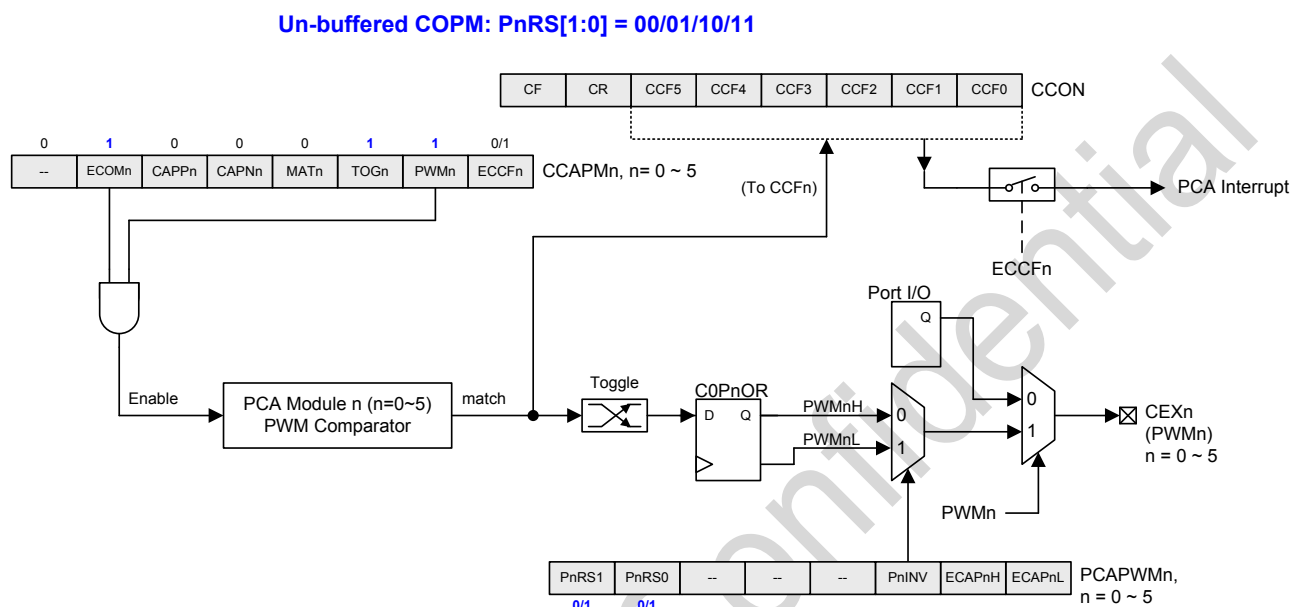 Un-buffered COPM: PnRS[1:0] = 00/01/10/11
CF CR CCF5 CCF4 CCF3 CCF2 CCF1 CCF0 CCON
0 1 0 0 0 1 1 0/1
-- ECOMn CAPPn CAPNn MATn TOGn PWMn ECCFn CCAPMn, n= 0 ~ 5
(To CCFn)
PCA Interrupt
ECCFn
Port I/O
Q
Enable
PCA Module n (n=0~5)
PWM Comparator
match
Toggle
C0PnOR
D Q
PWMnH
PWMnL
0
1
0
1
CEXn
(PWMn)
n = 0 ~ 5
PWMn
PnRS1 PnRS0 -- -- -- PnINV ECAPnH ECAPnL PCAPWMn,
n = 0 ~ 5
0/1 0/1